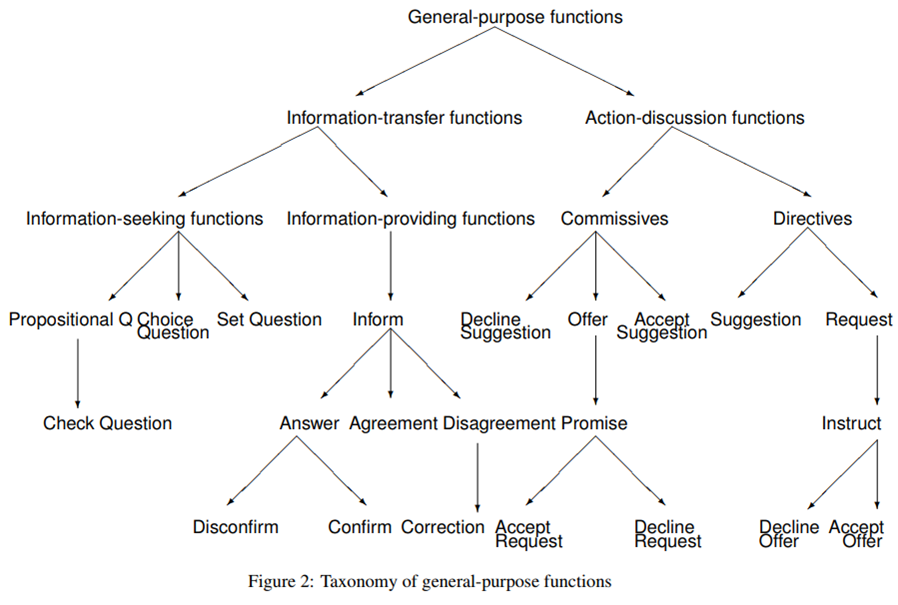 General-purpose functions
Information-transfer functions Action-discussion functions
Information-seeking functions Information-providing functions Commissives Directives
Propositional Q Choice Set Question Inform Decline Offer Accept Suggestion Request
Question Suggestion Suggestion
Check Question Answer Agreement Disagreement Promise Instruct
Disconfirm Confirm Correction Accept Decline Decline Accept
Request Request Offer Offer
Figure 2: Taxonomy of general-purpose functions